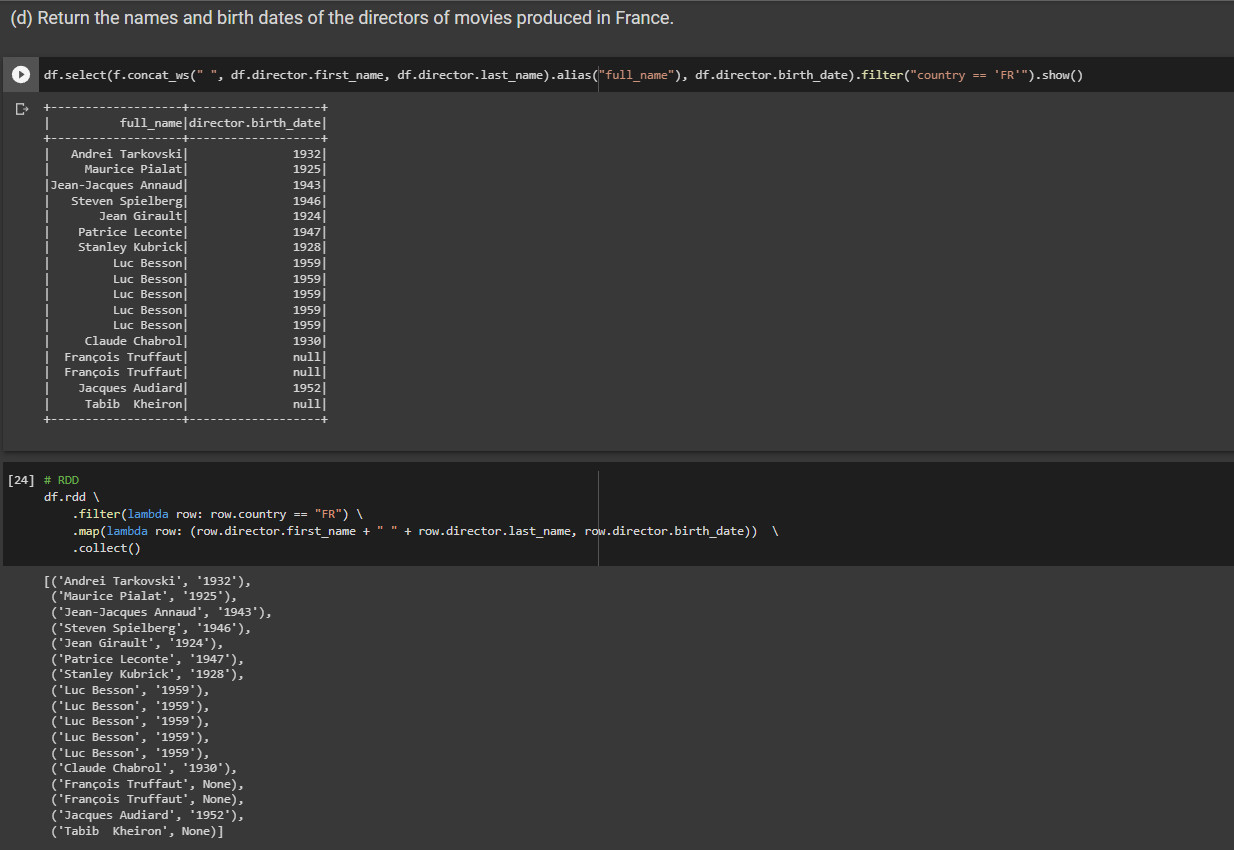 (d) Return the names and birth dates of the directors of movies produced in France.
df.select(f.concat_ws(" ", df.director.first_name, df.director.last_name).alias("full_name"), df.director.birth_date).filter("country == 'FR'").show()
+-------------------+-------------------+
|          full_name|director.birth_date|
+-------------------+-------------------+
|   Andrei Tarkovski|               1932|
|     Maurice Pialat|               1925|
|Jean-Jacques Annaud|               1943|
|   Steven Spielberg|               1946|
|       Jean Girault|               1924|
|    Patrice Leconte|               1947|
|    Stanley Kubrick|               1928|
|         Luc Besson|               1959|
|         Luc Besson|               1959|
|         Luc Besson|               1959|
|         Luc Besson|               1959|
|         Luc Besson|               1959|
|     Claude Chabrol|               1930|
|  François Truffaut|               null|
|  François Truffaut|               null|
|    Jacques Audiard|               1952|
|     Tabib  Kheiron|               null|
+-------------------+-------------------+
[24] # RDD
df.rdd \
    .filter(lambda row: row.country == "FR") \
    .map(lambda row: (row.director.first_name + " " + row.director.last_name, row.director.birth_date))  \
    .collect()
[('Andrei Tarkovski', '1932'),
 ('Maurice Pialat', '1925'),
 ('Jean-Jacques Annaud', '1943'),
 ('Steven Spielberg', '1946'),
 ('Jean Girault', '1924'),
 ('Patrice Leconte', '1947'),
 ('Stanley Kubrick', '1928'),
 ('Luc Besson', '1959'),
 ('Luc Besson', '1959'),
 ('Luc Besson', '1959'),
 ('Luc Besson', '1959'),
 ('Luc Besson', '1959'),
 ('Claude Chabrol', '1930'),
 ('François Truffaut', None),
 ('François Truffaut', None),
 ('Jacques Audiard', '1952'),
 ('Tabib  Kheiron', None)]